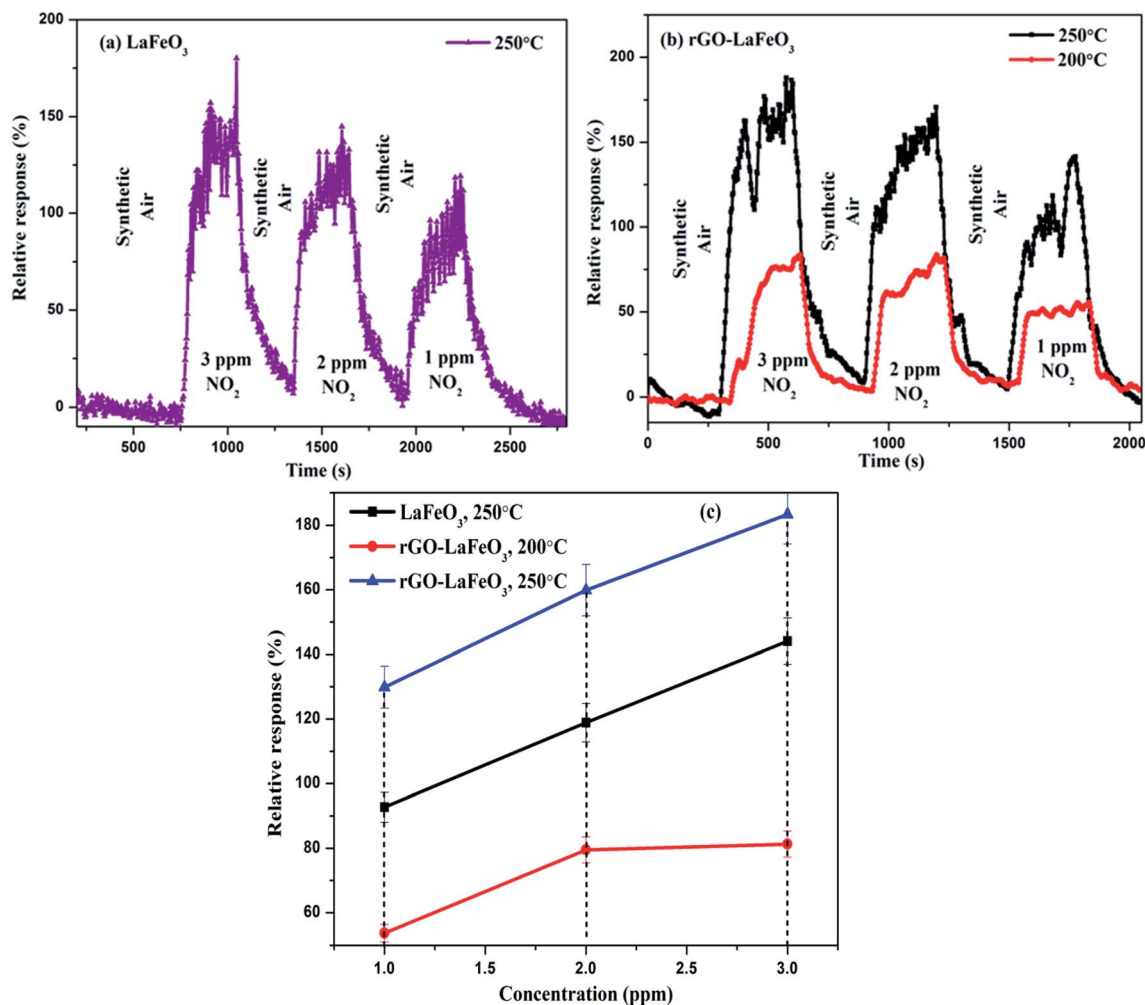 (a) LaFeO3
250°C
Relative response (%)
200
150
100
50
0
Synthetic
Air
Synthetic
Air
Synthetic
Air
3 ppm
NO2
2 ppm
NO2
1 ppm
NO2
500
1000
1500
2000
2500
Time (s)
(b) rGO-LaFeO3
250°C
200°C
Relative response (%)
200
150
100
50
0
Synthetic
Air
Synthetic
Air
Synthetic
Air
3 ppm
NO2
2 ppm
NO2
1 ppm
NO2
0
500
1000
1500
2000
Time (s)
LaFeO3, 250°C
rGO-LaFeO3, 200°C
rGO-LaFeO3, 250°C
(c)
Relative response (%)
180
160
140
120
100
80
60
1.0
1.5
2.0
2.5
3.0
Concentration (ppm)